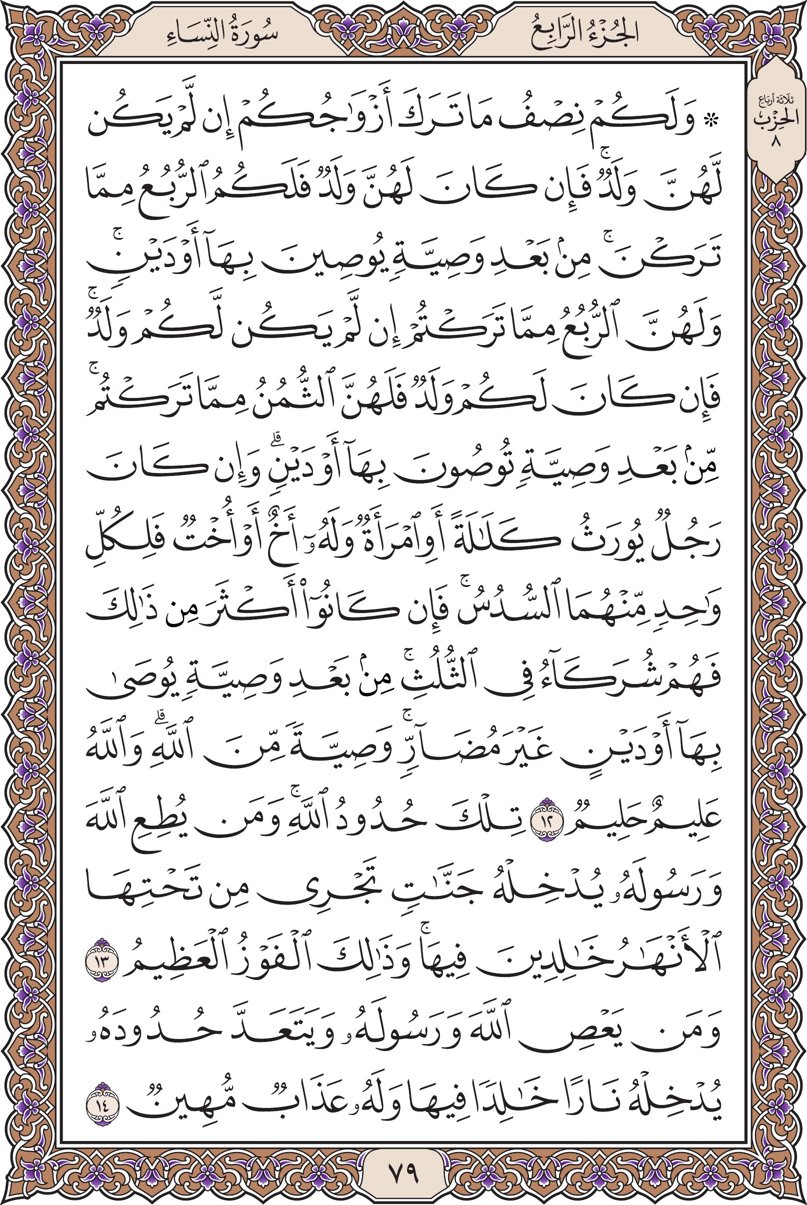 سُورَةُ النِّسَاءِ
الجُزْءُ الرَّابِعُ
ثلاثة أرباع
الحِزْب
٨
۞ وَلَكُمۡ نِصۡفُ مَا تَرَكَ أَزۡوَٰجُكُمۡ إِن لَّمۡ يَكُن
لَّهُنَّ وَلَدٞۚ فَإِن كَانَ لَهُنَّ وَلَدٞ فَلَكُمُ ٱلرُّبُعُ مِمَّا
تَرَكۡنَۚ مِنۢ بَعۡدِ وَصِيَّةٖ يُوصِينَ بِهَآ أَوۡ دَيۡنٖۚ
وَلَهُنَّ ٱلرُّبُعُ مِمَّا تَرَكۡتُمۡ إِن لَّمۡ يَكُن لَّكُمۡ وَلَدٞۚ
فَإِن كَانَ لَكُمۡ وَلَدٞ فَلَهُنَّ ٱلثُّمُنُ مِمَّا تَرَكۡتُمۚ
مِّنۢ بَعۡدِ وَصِيَّةٖ تُوصُونَ بِهَآ أَوۡ دَيۡنٖۗ وَإِن كَانَ
رَجُلٞ يُورَثُ كَلَٰلَةً أَوِ ٱمۡرَأَةٞ وَلَهُۥٓ أَخٌ أَوۡ أُخۡتٞ فَلِكُلِّ
وَٰحِدٖ مِّنۡهُمَا ٱلسُّدُسُۚ فَإِن كَانُوٓاْ أَكۡثَرَ مِن ذَٰلِكَ
فَهُمۡ شُرَكَآءُ فِي ٱلثُّلُثِۚ مِنۢ بَعۡدِ وَصِيَّةٖ يُوصَىٰ
بِهَآ أَوۡ دَيۡنٍ غَيۡرَ مُضَآرّٖۚ وَصِيَّةٗ مِّنَ ٱللَّهِۗ وَٱللَّهُ
عَلِيمٌ حَلِيمٞ ١٢ تِلۡكَ حُدُودُ ٱللَّهِۚ وَمَن يُطِعِ ٱللَّهَ
وَرَسُولَهُۥ يُدۡخِلۡهُ جَنَّٰتٖ تَجۡرِي مِن تَحۡتِهَا
ٱلۡأَنۡهَٰرُ خَٰلِدِينَ فِيهَاۚ وَذَٰلِكَ ٱلۡفَوۡزُ ٱلۡعَظِيمُ ١٣
وَمَن يَعۡصِ ٱللَّهَ وَرَسُولَهُۥ وَيَتَعَدَّ حُدُودَهُۥ
يُدۡخِلۡهُ نَارًا خَٰلِدٗا فِيهَا وَلَهُۥ عَذَابٞ مُّهِينٞ ١٤
٧٩